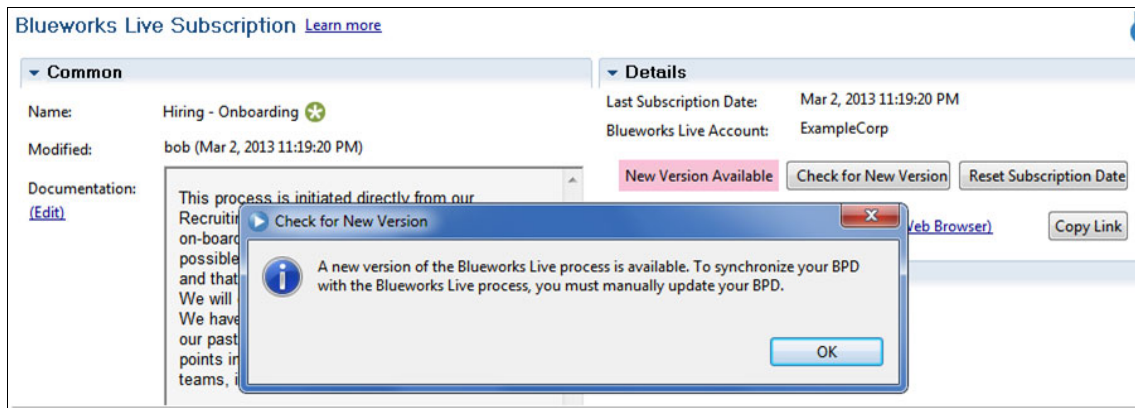 Blueworks Live Subscription Learn more
Common
Name: Hiring - Onboarding
Modified: bob (Mar 2, 2013 11:19:20 PM)
Documentation:
(Edit)
This process is initiated directly from our
on-board
possible
and that
We will
We have
our past
points in
teams, i
Details
Last Subscription Date: Mar 2, 2013 11:19:20 PM
Blueworks Live Account: ExampleCorp
New Version Available Check for New Version Reset Subscription Date
Web Browser) Copy Link
Check for New Version
A new version of the Blueworks Live process is available. To synchronize your BPD
with the Blueworks Live process, you must manually update your BPD.
OK